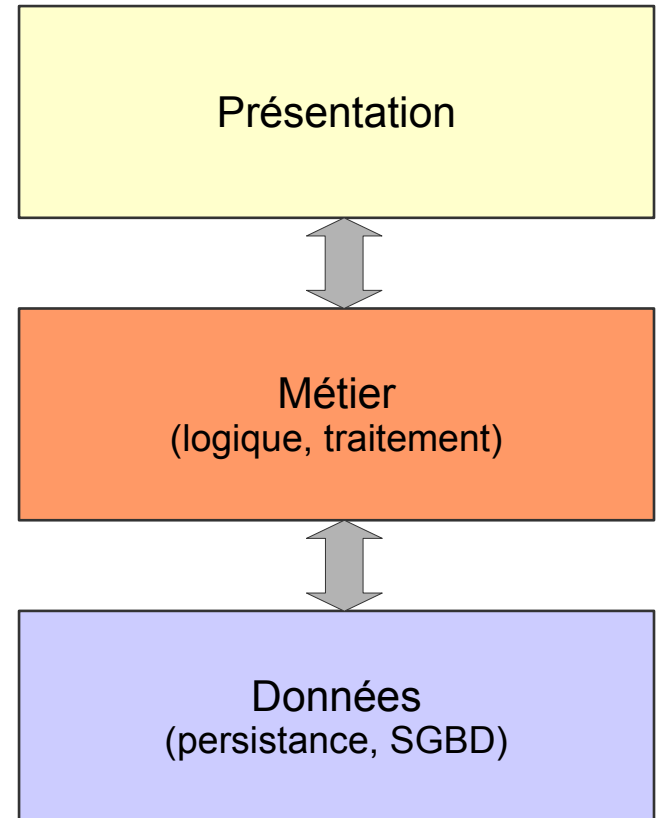 Présentation
Métier
(logique, traitement)
Données
(persistance, SGBD)